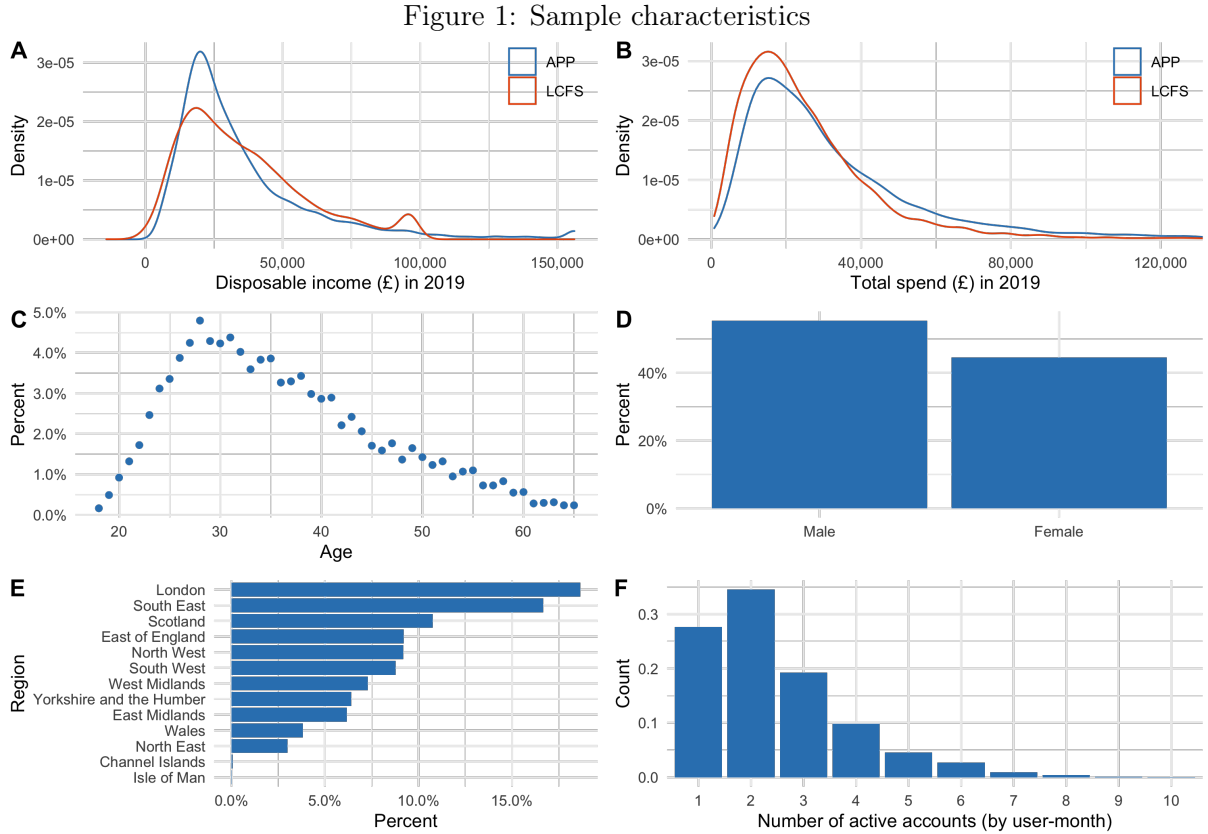 Figure 1: Sample characteristics
A
Density
3e-05
2e-05
1e-05
0e+00
0 50,000 100,000 150,000
Disposable income (£) in 2019
APP
LCFS
B
Density
3e-05
2e-05
1e-05
0e+00
0 40,000 80,000 120,000
Total spend (£) in 2019
APP
LCFS
C
Percent
5.0%
4.0%
3.0%
2.0%
1.0%
0.0%
20 30 40 50 60
Age
D
Percent
40%
20%
0%
Male Female
E
Region
London
South East
Scotland
East of England
North West
South West
West Midlands
Yorkshire and the Humber
East Midlands
Wales
North East
Channel Islands
Isle of Man
0.0% 5.0% 10.0% 15.0%
Percent
F
Count
0.3
0.2
0.1
0.0
1 2 3 4 5 6 7 8 9 10
Number of active accounts (by user-month)